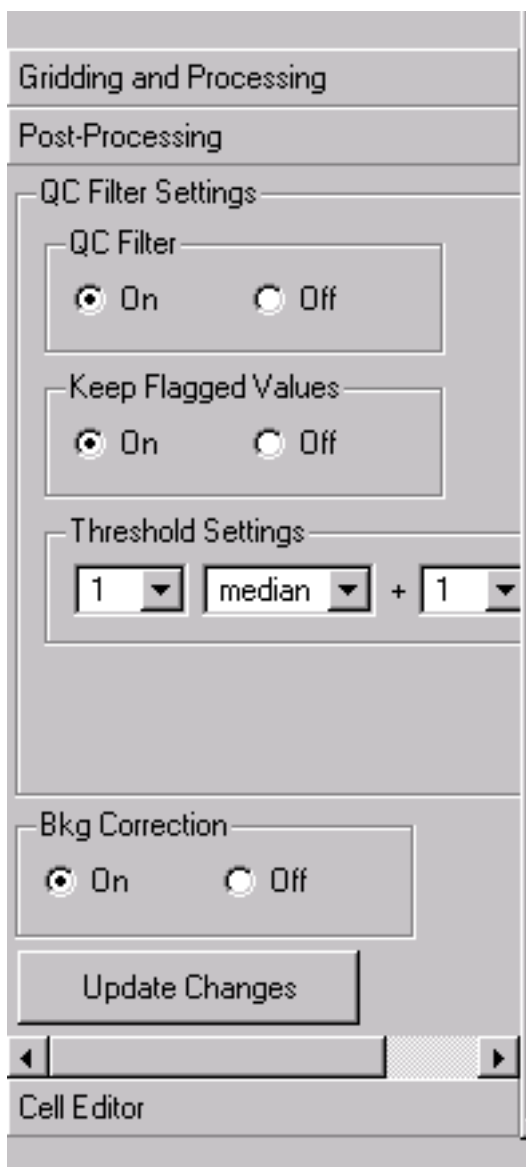 Gridding and Processing
Post-Processing
QC Filter Settings
QC Filter
On Off
Keep Flagged Values
On Off
Threshold Settings
1 median + 1
Bkg Correction
On Off
Update Changes
Cell Editor